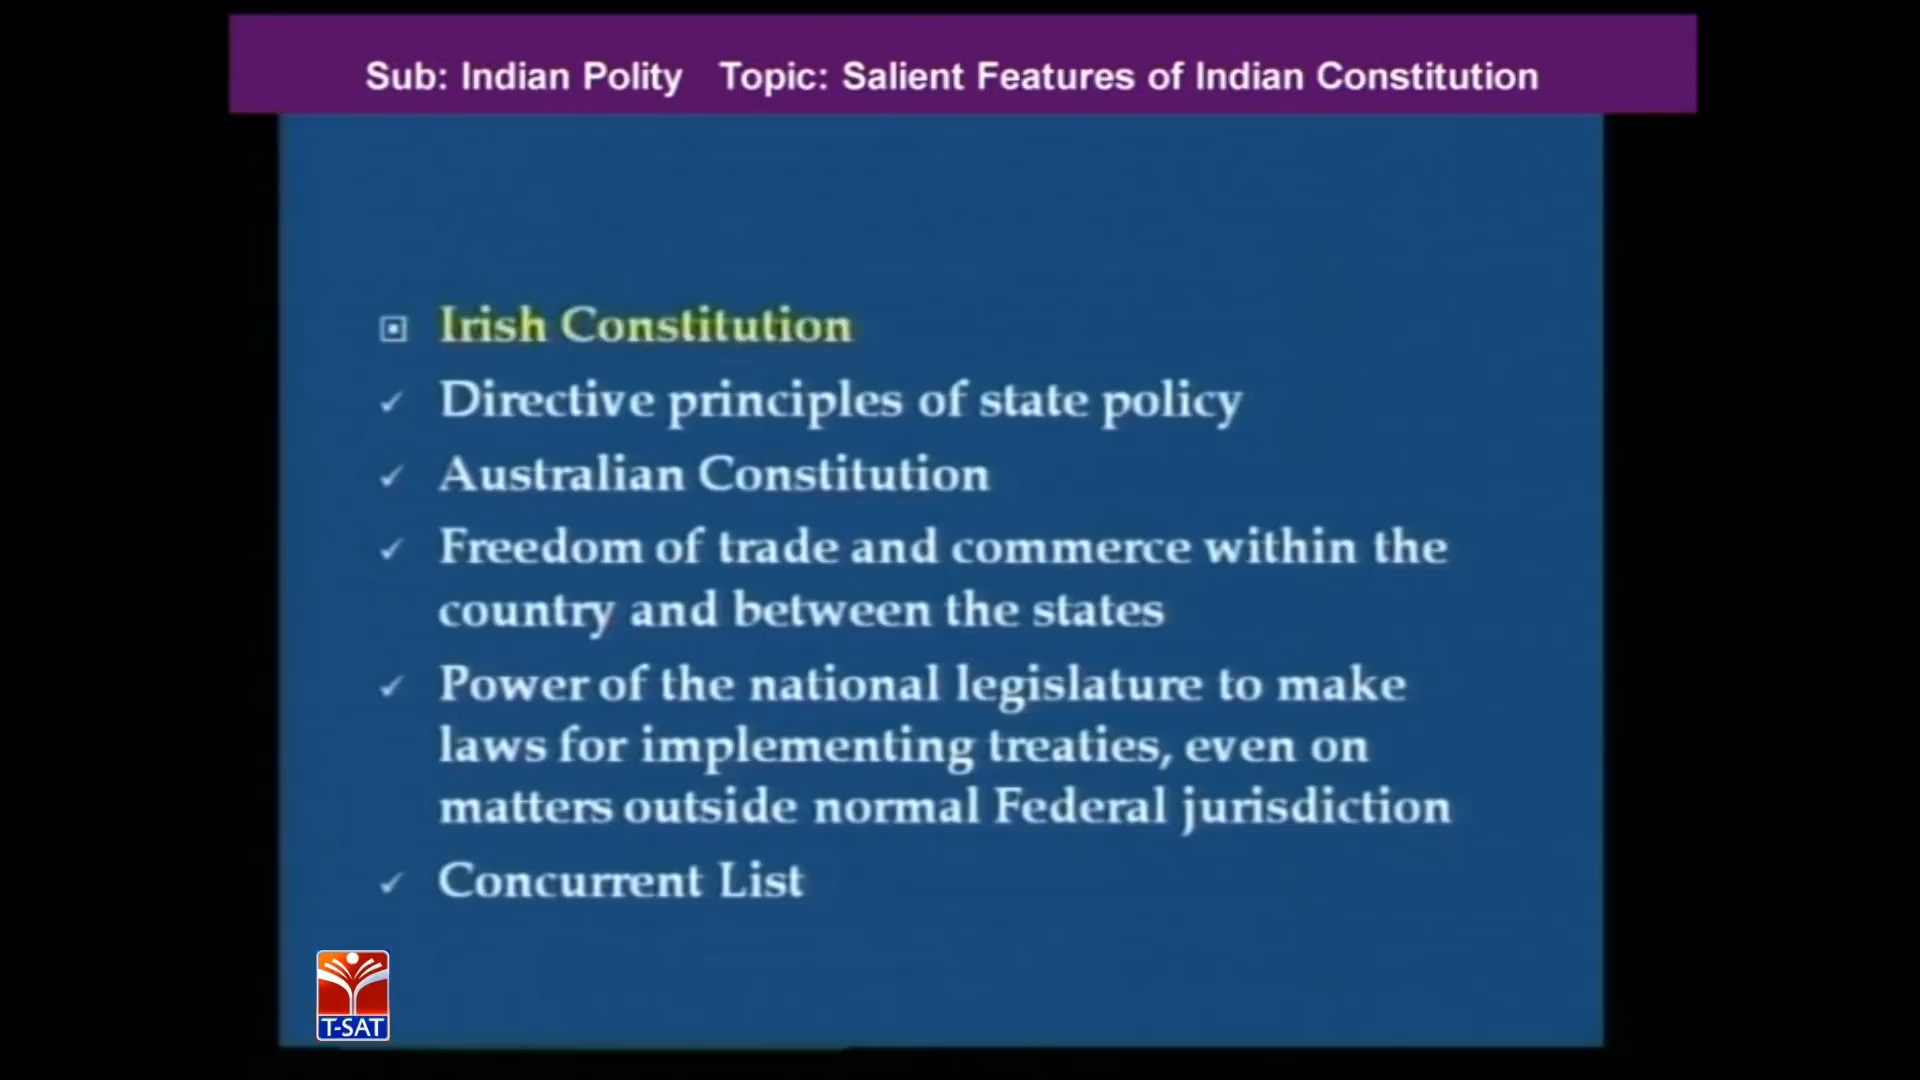 Sub: Indian Polity Topic: Salient Features of Indian Constitution
Irish Constitution
Directive principles of state policy
Australian Constitution
Freedom of trade and commerce within the
country and between the states
Power of the national legislature to make
laws for implementing treaties, even on
matters outside normal Federal jurisdiction
Concurrent List
T-SAT